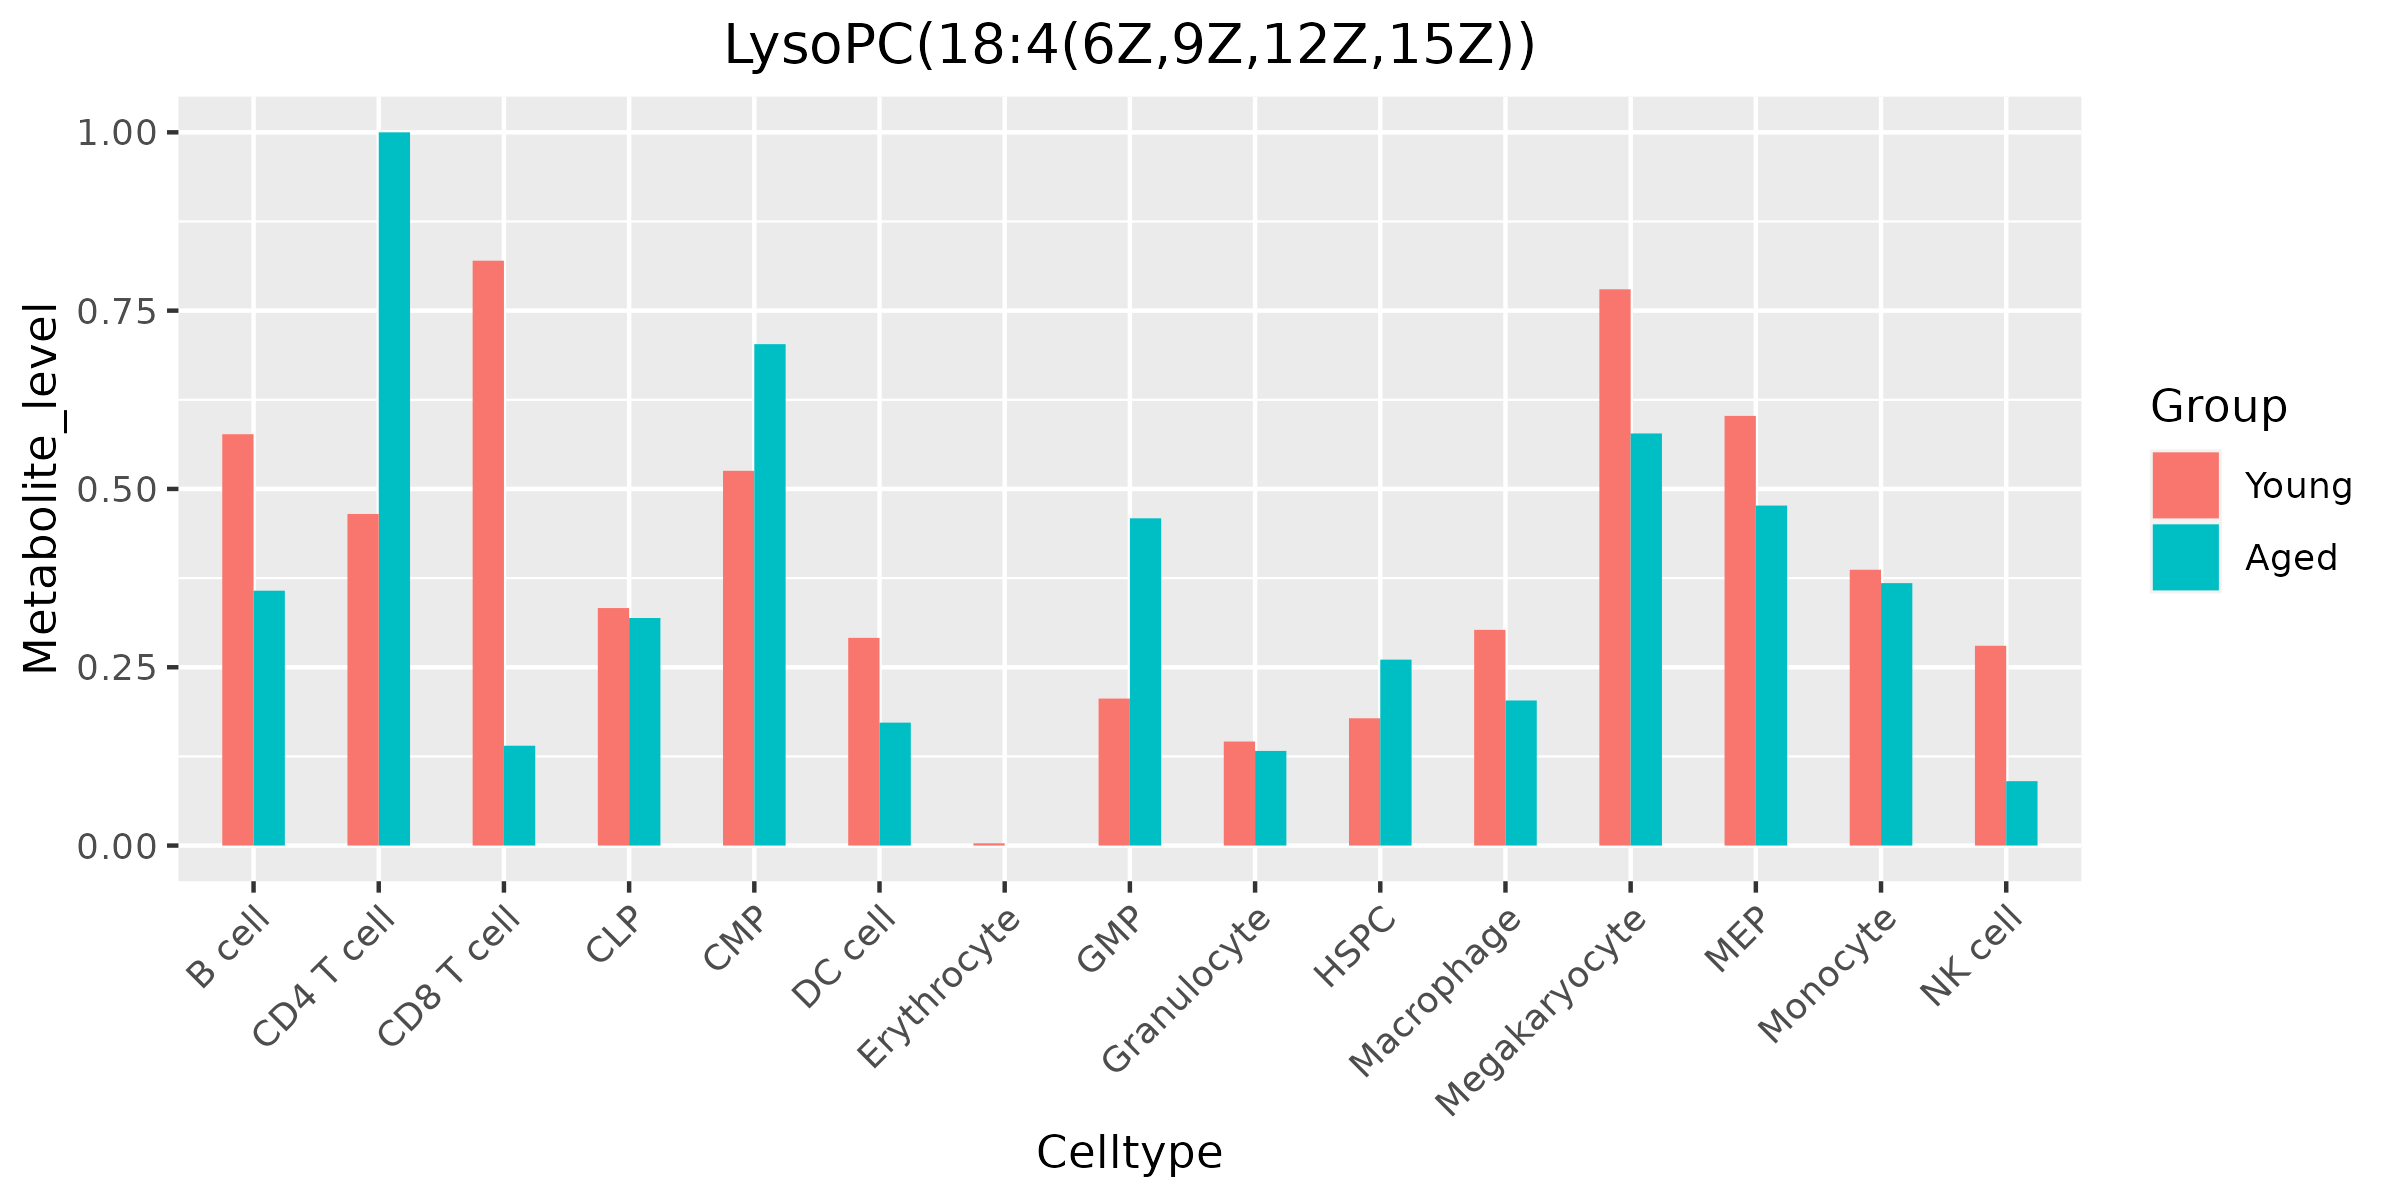 LysoPC(18:4(6Z,9Z,12Z,15Z))
Metabolite_level
1.00
0.75
0.50
0.25
0.00
B cell
CD4 T cell
CD8 T cell
CLP
CMP
DC cell
Erythrocyte
GMP
Granulocyte
HSPC
Macrophage
Megakaryocyte
MEP
Monocyte
NK cell
Celltype
Group
Young
Aged